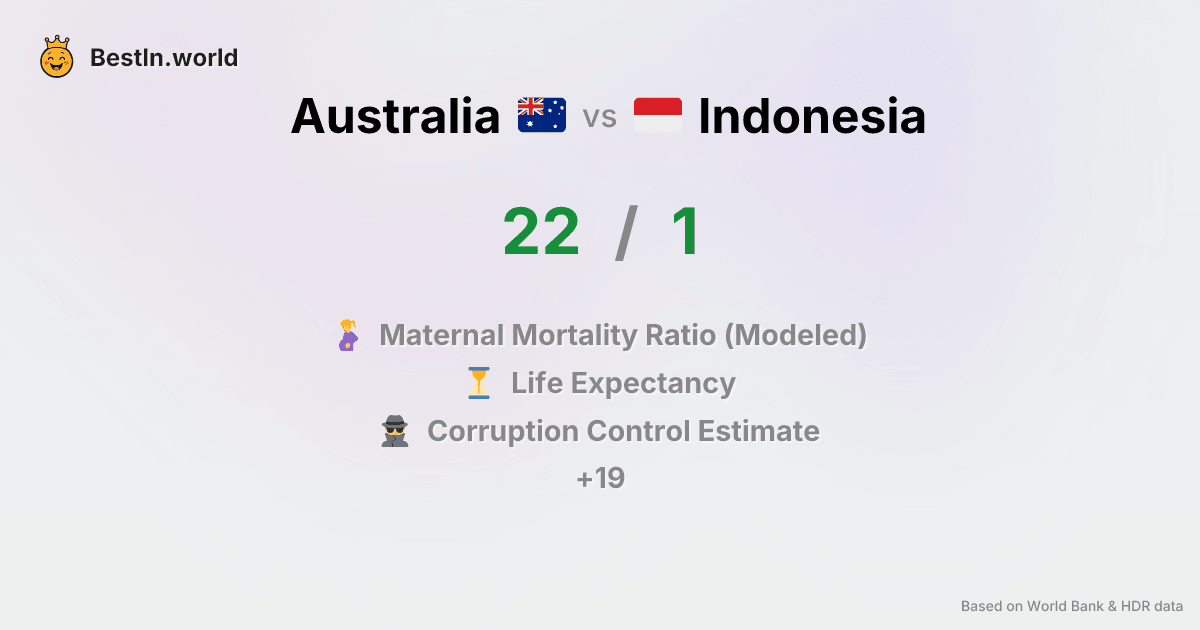 BestIn.world
Australia vs Indonesia
22 / 1
Maternal Mortality Ratio (Modeled)
Life Expectancy
Corruption Control Estimate
+19
Based on World Bank & HDR data